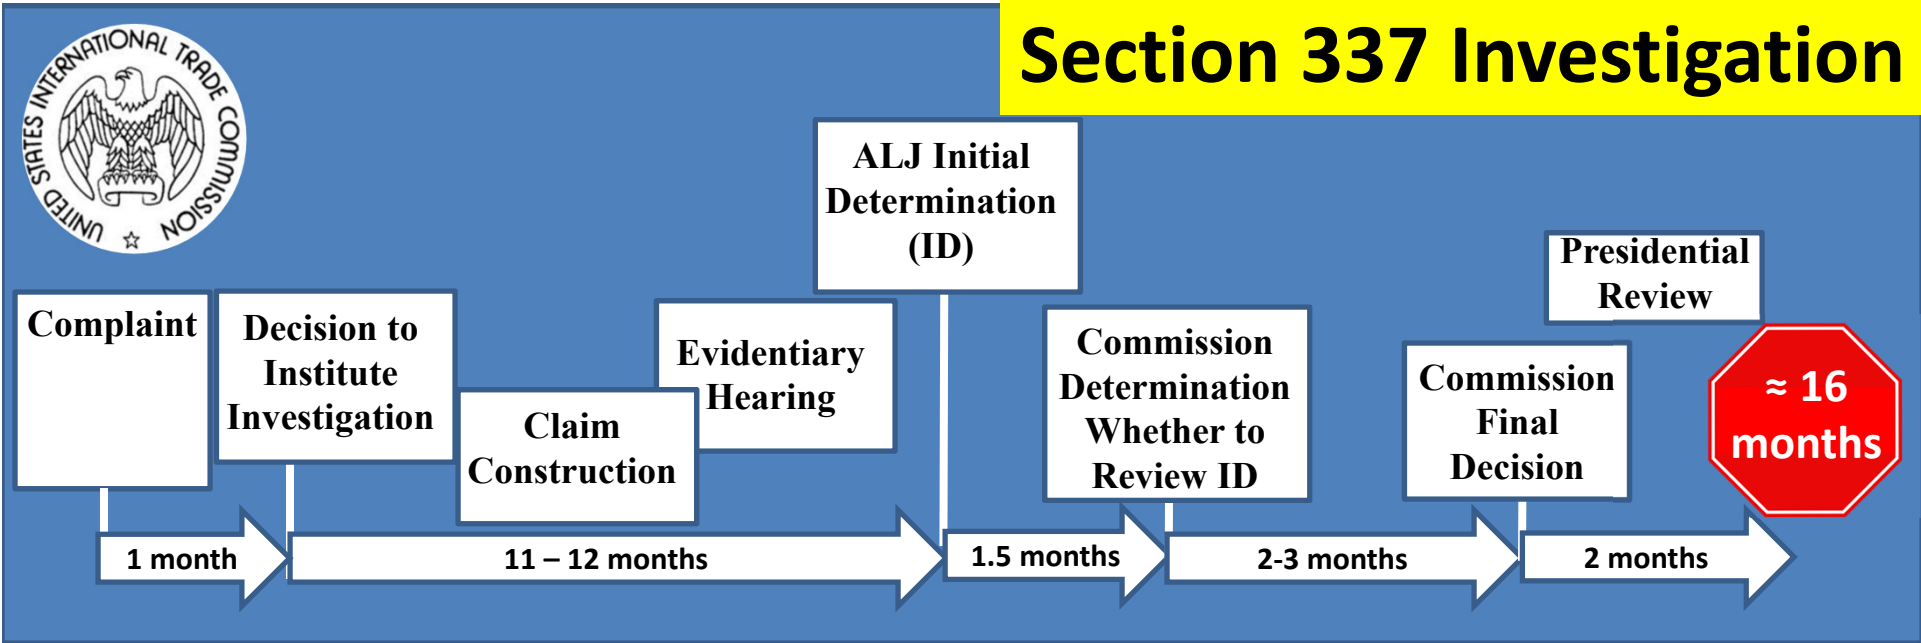 UNITED STATES INTERNATIONAL TRADE COMMISSION
Section 337 Investigation
Complaint
Decision to
Institute
Investigation
Claim
Construction
Evidentiary
Hearing
ALJ Initial
Determination
(ID)
Commission
Determination
Whether to
Review ID
Commission
Final
Decision
Presidential
Review
≈ 16
months
1 month
11 – 12 months
1.5 months
2-3 months
2 months